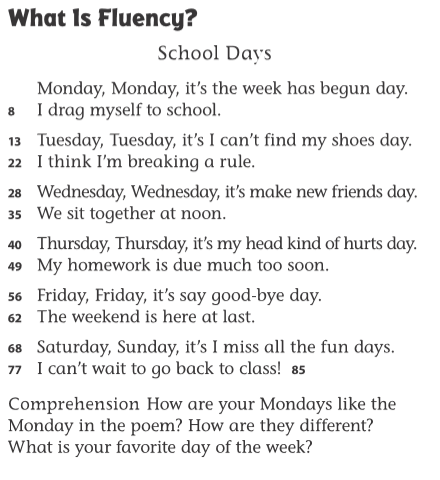 What Is Fluency?
School Days
Monday, Monday, it's the week has begun day.
8 I drag myself to school.
13 Tuesday, Tuesday, it's I can't find my shoes day.
22 I think I'm breaking a rule.
28 Wednesday, Wednesday, it's make new friends day.
35 We sit together at noon.
40 Thursday, Thursday, it's my head kind of hurts day.
49 My homework is due much too soon.
56 Friday, Friday, it's say good-bye day.
62 The weekend is here at last.
68 Saturday, Sunday, it's I miss all the fun days.
77 I can't wait to go back to class! 85
Comprehension How are your Mondays like the
Monday in the poem? How are they different?
What is your favorite day of the week?